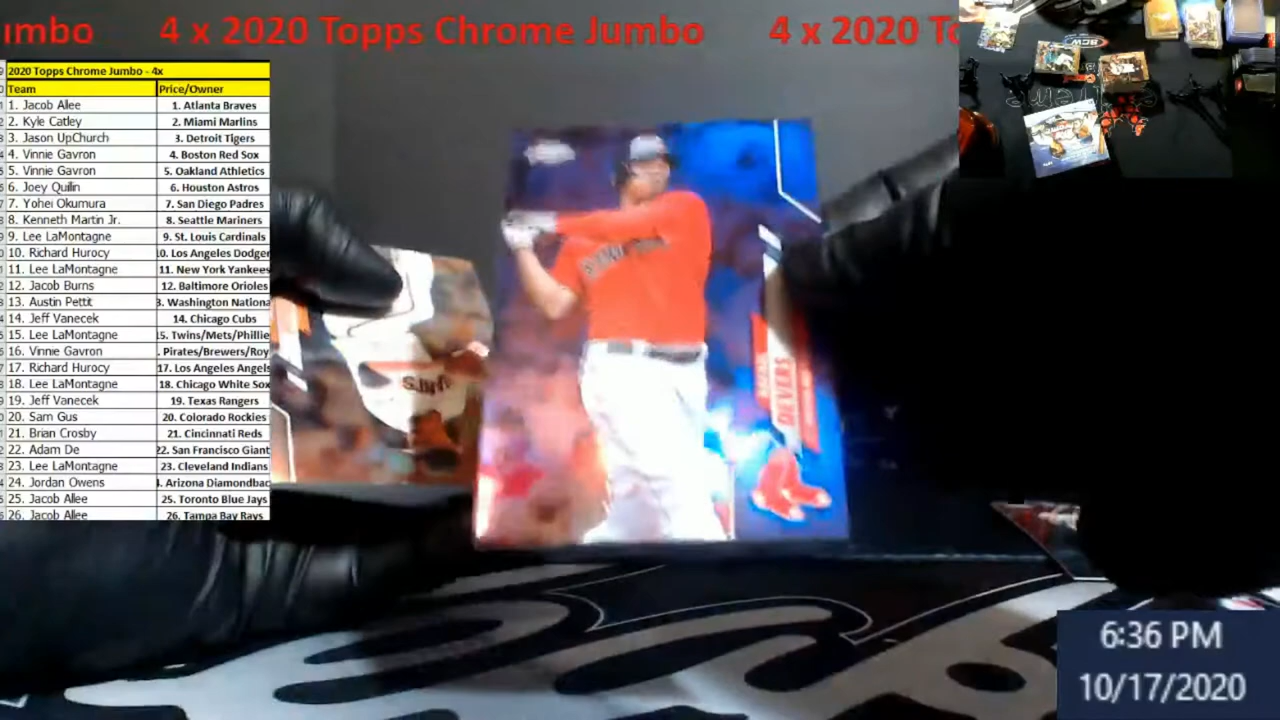 ımbo 4 x 2020 Topps Chrome Jumbo 4 x 2020 To
2020 Topps Chrome Jumbo - 4x
Team Price/Owner
1. Jacob Allee 1. Atlanta Braves
2. Kyle Catley 2. Miami Marlins
3. Jason UpChurch 3. Detroit Tigers
4. Vinnie Gavron 4. Boston Red Sox
5. Vinnie Gavron 5. Oakland Athletics
6. Joey Quilin 6. Houston Astros
7. Yohei Okumura 7. San Diego Padres
8. Kenneth Martin Jr. 8. Seattle Mariners
9. Lee LaMontagne 9. St. Louis Cardinals
10. Richard Hurocy 10. Los Angeles Dodger
11. Lee LaMontagne 11. New York Yankees
12. Jacob Burns 12. Baltimore Orioles
13. Austin Pettit 3. Washington Nationa
14. Jeff Vanecek 14. Chicago Cubs
15. Lee LaMontagne 15. Twins/Mets/Phillie
16. Vinnie Gavron . Pirates/Brewers/Roy
17. Richard Hurocy 17. Los Angeles Angels
18. Lee LaMontagne 18. Chicago White Sox
19. Jeff Vanecek 19. Texas Rangers
20. Sam Gus 20. Colorado Rockies
21. Brian Crosby 21. Cincinnati Reds
22. Adam De 22. San Francisco Giant
23. Lee LaMontagne 23. Cleveland Indians
24. Jordan Owens 4. Arizona Diamondbac
25. Jacob Allee 25. Toronto Blue Jays
26. Jacob Allee 26. Tampa Bay Rays
DEVERS
6:36 PM
10/17/2020